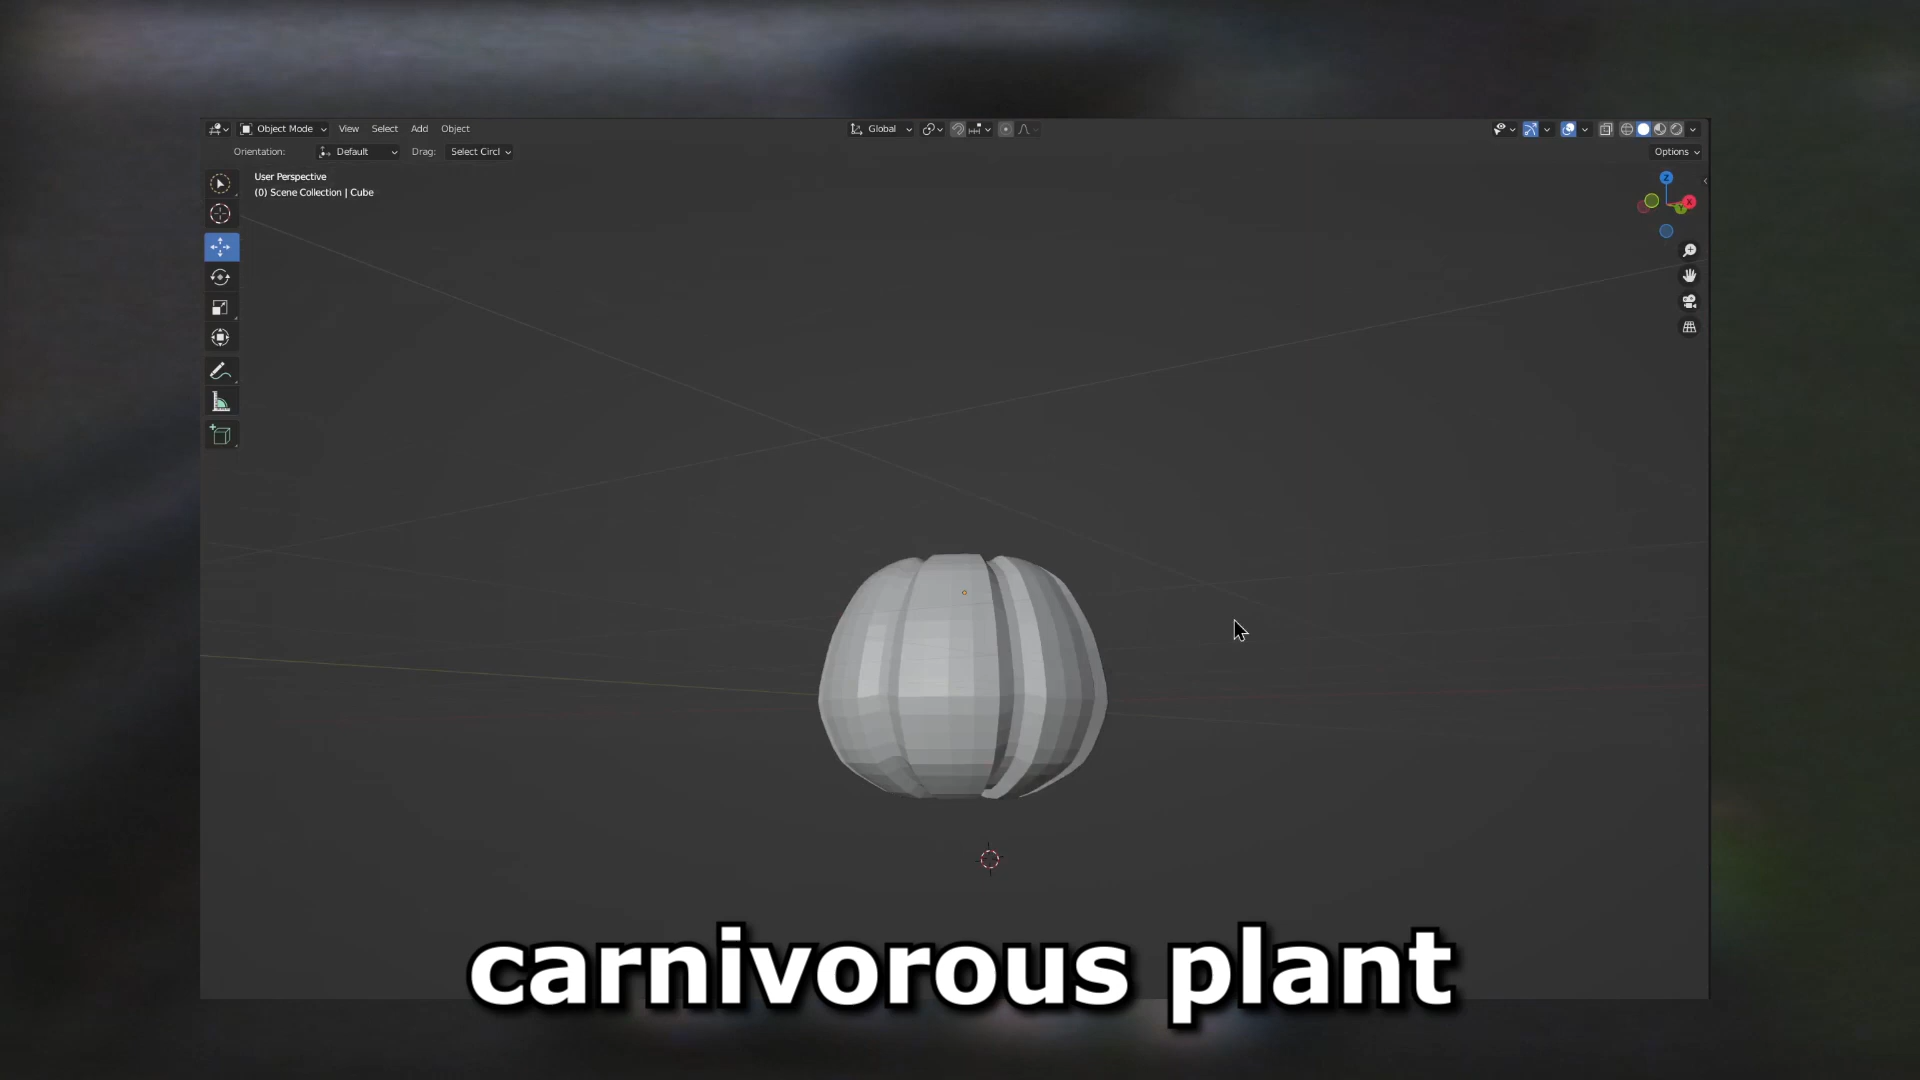 Object Mode View Select Add Object Global
Orientation: Default Drag: Select Circl Options
User Perspective
(0) Scene Collection | Cube
Z
X
Y
carnivorous plant